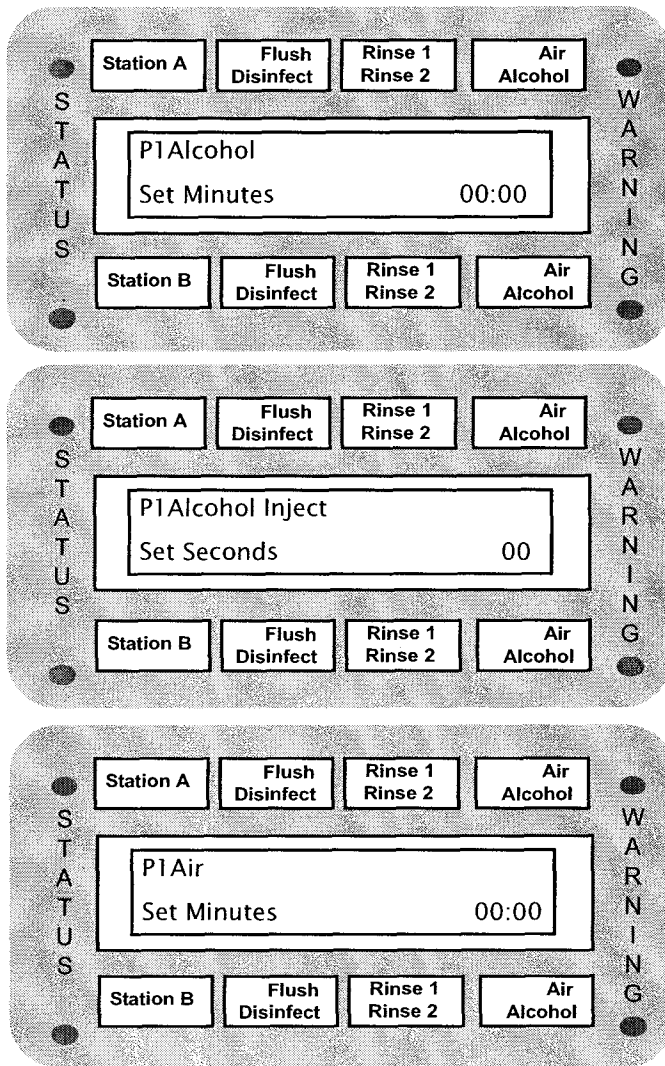 Station A Flush Rinse 1 Air
Disinfect Rinse 2 Alcohol
STATUS
WARNING
P1Alcohol
Set Minutes 00:00
Station B Flush Rinse 1 Air
Disinfect Rinse 2 Alcohol
Station A Flush Rinse 1 Air
Disinfect Rinse 2 Alcohol
STATUS
WARNING
P1Alcohol Inject
Set Seconds 00
Station B Flush Rinse 1 Air
Disinfect Rinse 2 Alcohol
Station A Flush Rinse 1 Air
Disinfect Rinse 2 Alcohol
STATUS
WARNING
P1Air
Set Minutes 00:00
Station B Flush Rinse 1 Air
Disinfect Rinse 2 Alcohol